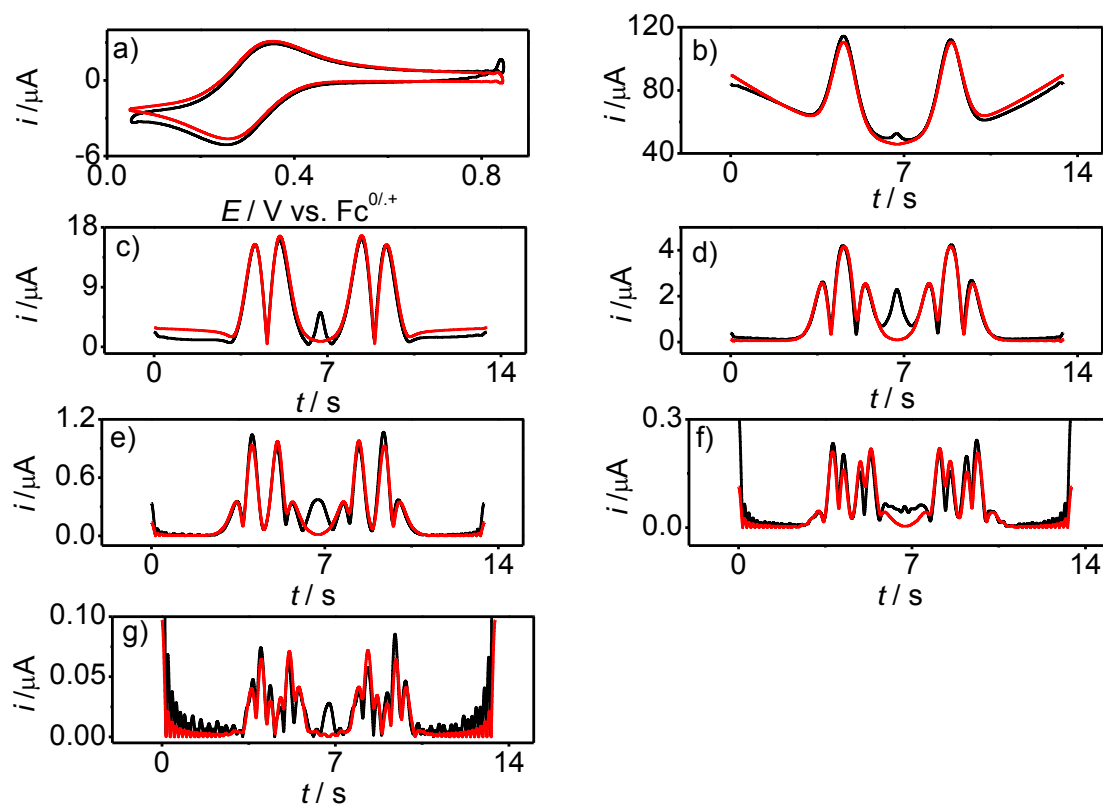 a)
i /µA
0
-6
0.0 0.4 0.8
E / V vs. Fc0/.+
b)
i /µA
120
80
40
0 7 14
t / s
c)
i /µA
18
9
0
0 7 14
t / s
d)
i /µA
4
2
0
0 7 14
t / s
e)
i /µA
1.2
0.6
0.0
0 7 14
t / s
f)
i /µA
0.3
0.0
0 7 14
t / s
g)
i /µA
0.10
0.05
0.00
0 7 14
t / s